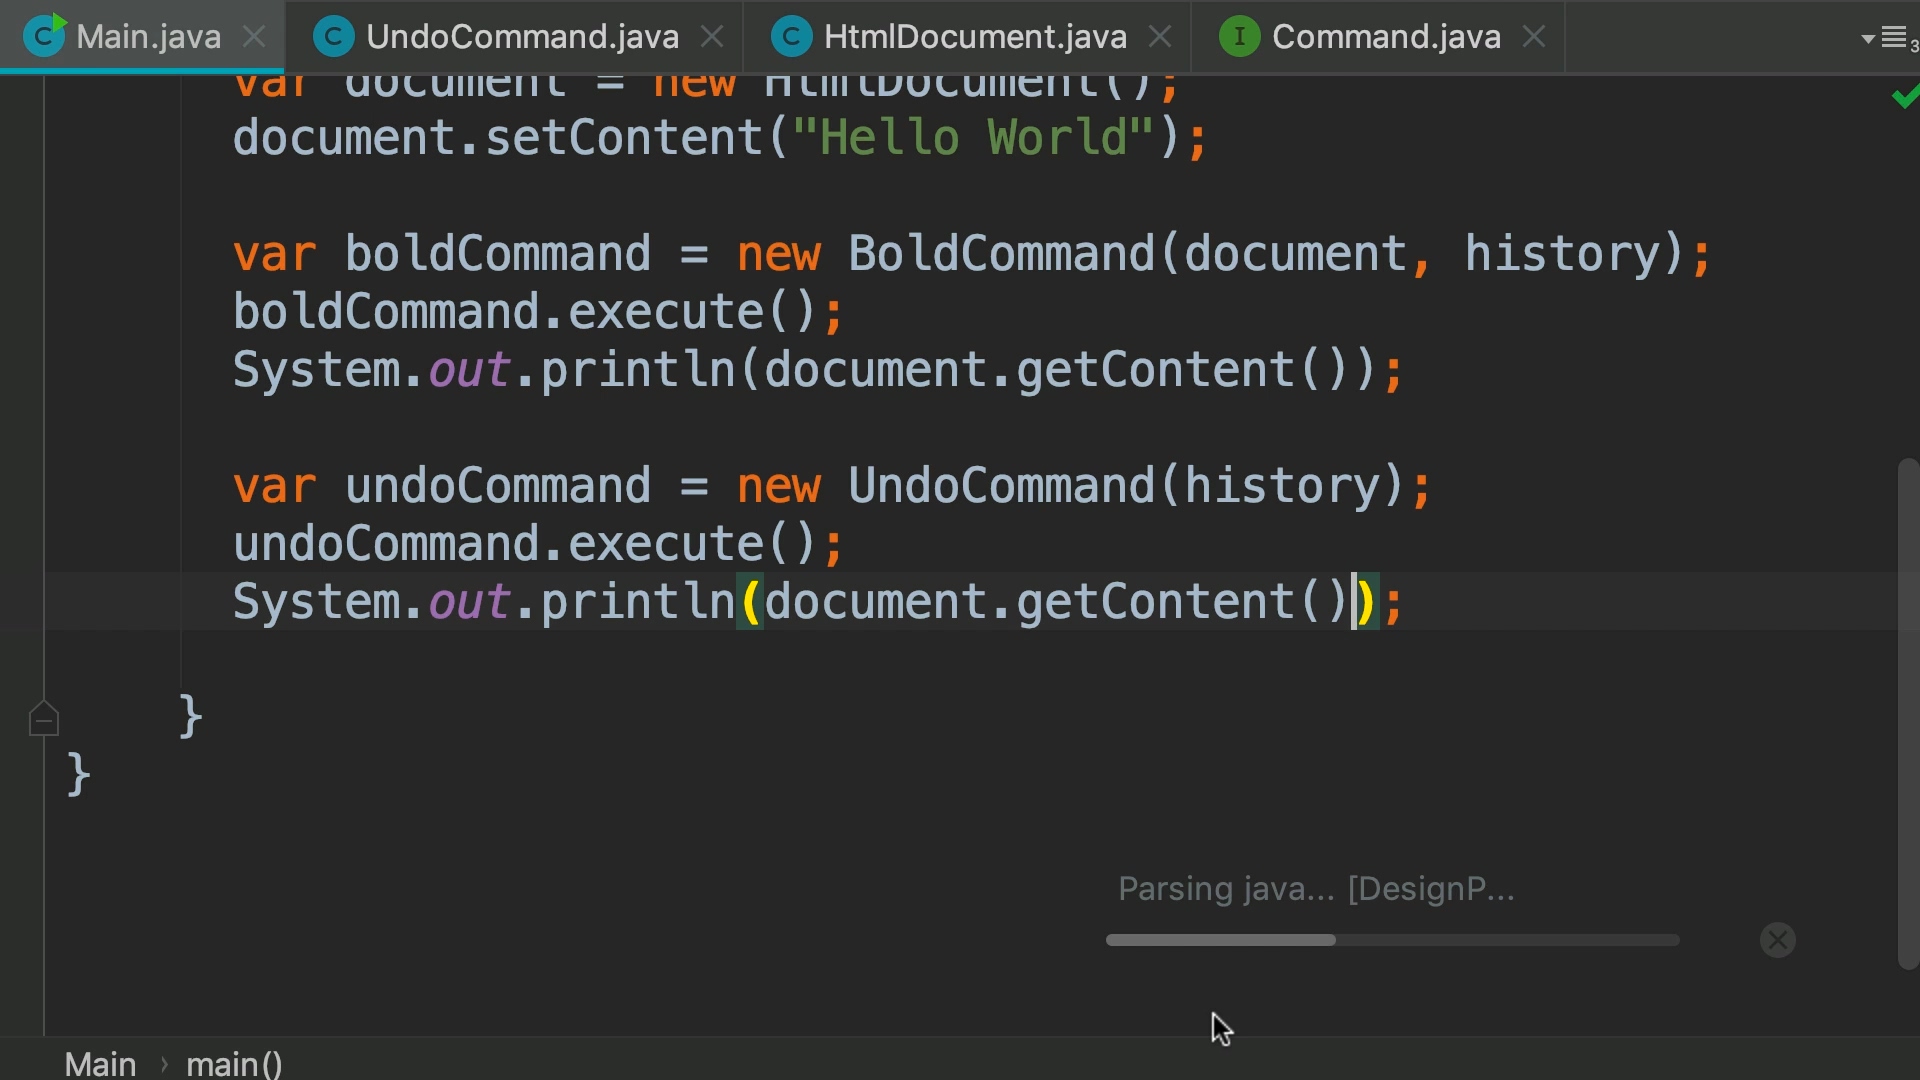 Main.java UndoCommand.java HtmlDocument.java Command.java 3
var document = new HtmlDocument();
document.setContent("Hello World");
var boldCommand = new BoldCommand(document, history);
boldCommand.execute();
System.out.println(document.getContent());
var undoCommand = new UndoCommand(history);
undoCommand.execute();
System.out.println(document.getContent());
}
}
Parsing java... [DesignP...
Main › main()